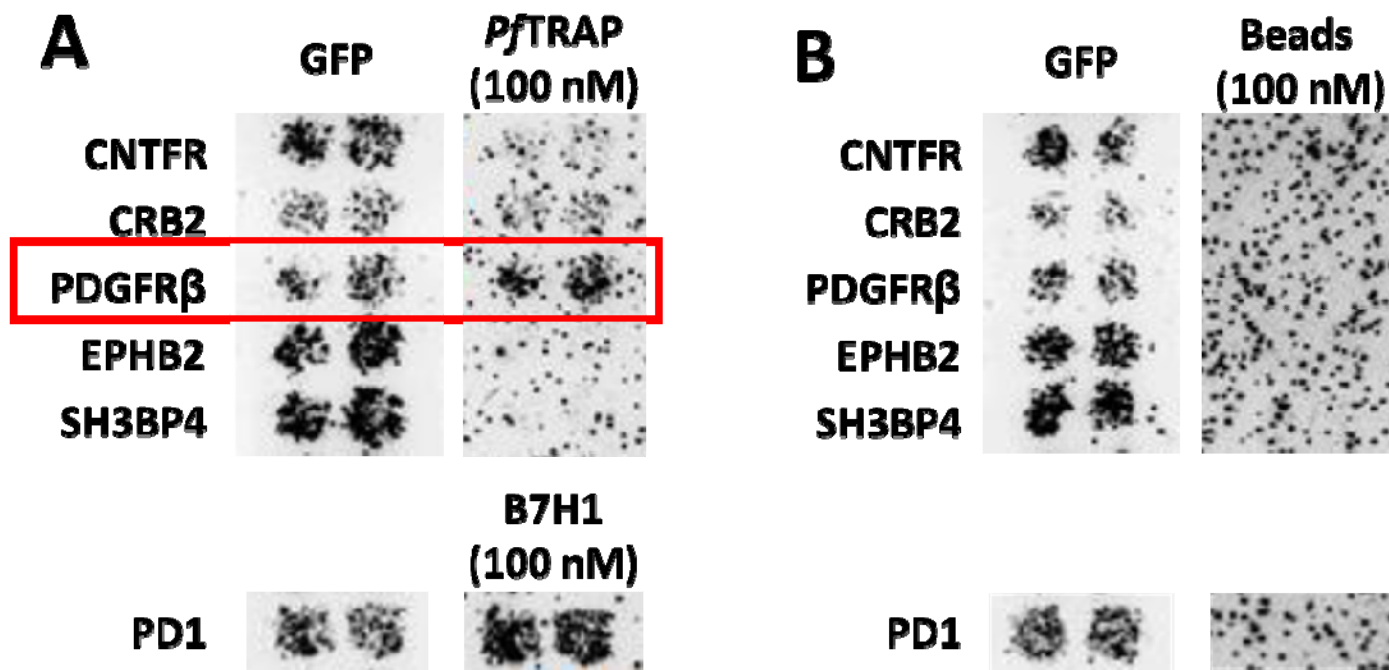 A
GFP
PfTRAP
(100 nM)
CNTFR
CRB2
PDGFRβ
EPHB2
SH3BP4
B7H1
(100 nM)
PD1
B
GFP
Beads
(100 nM)
CNTFR
CRB2
PDGFRβ
EPHB2
SH3BP4
PD1